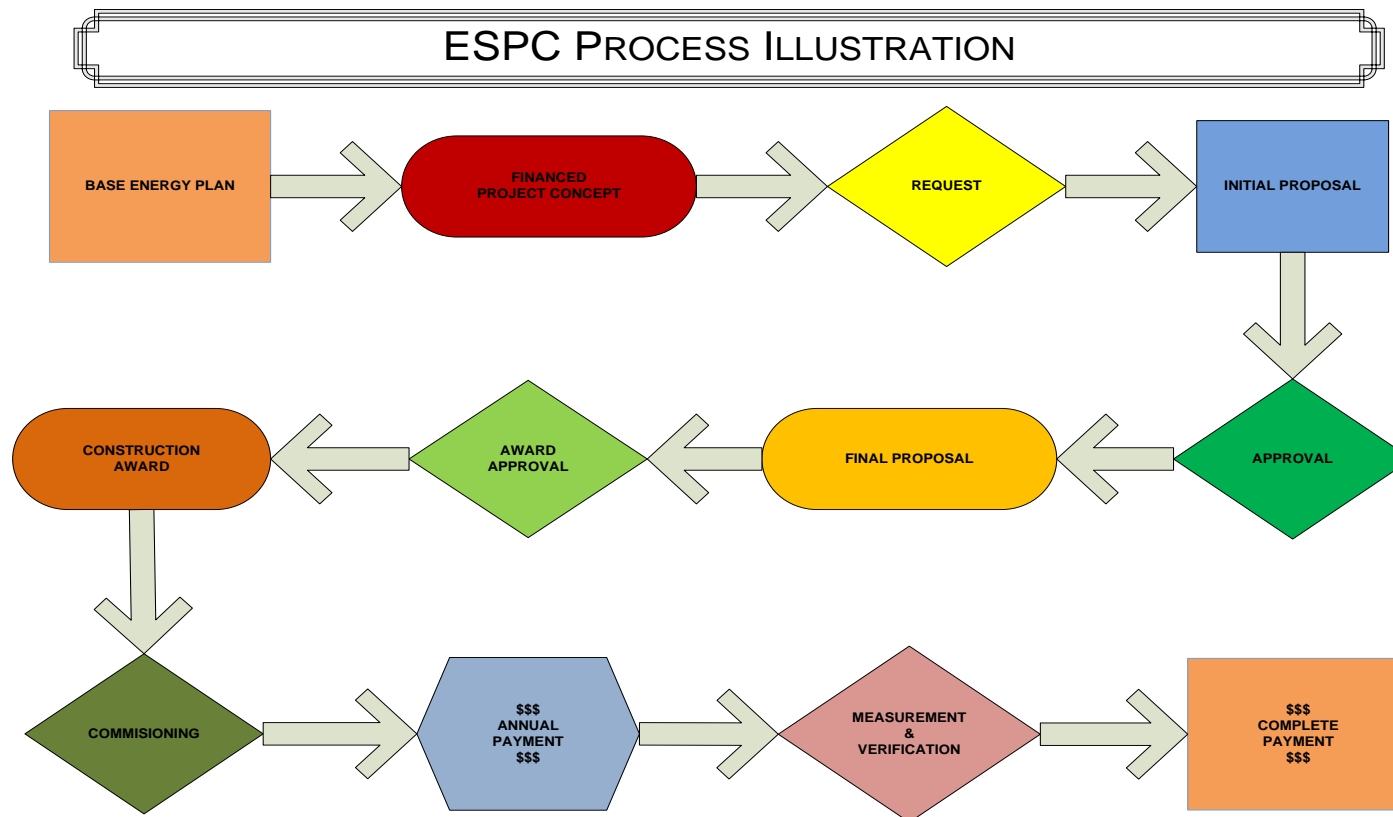 ESPC PROCESS ILLUSTRATION
BASE ENERGY PLAN
FINANCED
PROJECT CONCEPT
REQUEST
INITIAL PROPOSAL
APPROVAL
FINAL PROPOSAL
AWARD
APPROVAL
CONSTRUCTION
AWARD
COMMISIONING
$$$
ANNUAL
PAYMENT
$$$
MEASUREMENT
&
VERIFICATION
$$$
COMPLETE
PAYMENT
$$$